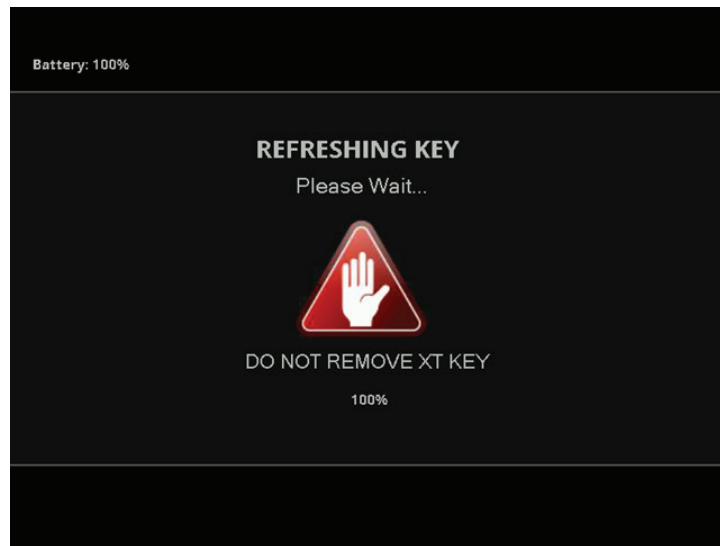 Battery: 100%
REFRESHING KEY
Please Wait...
DO NOT REMOVE XT KEY
100%